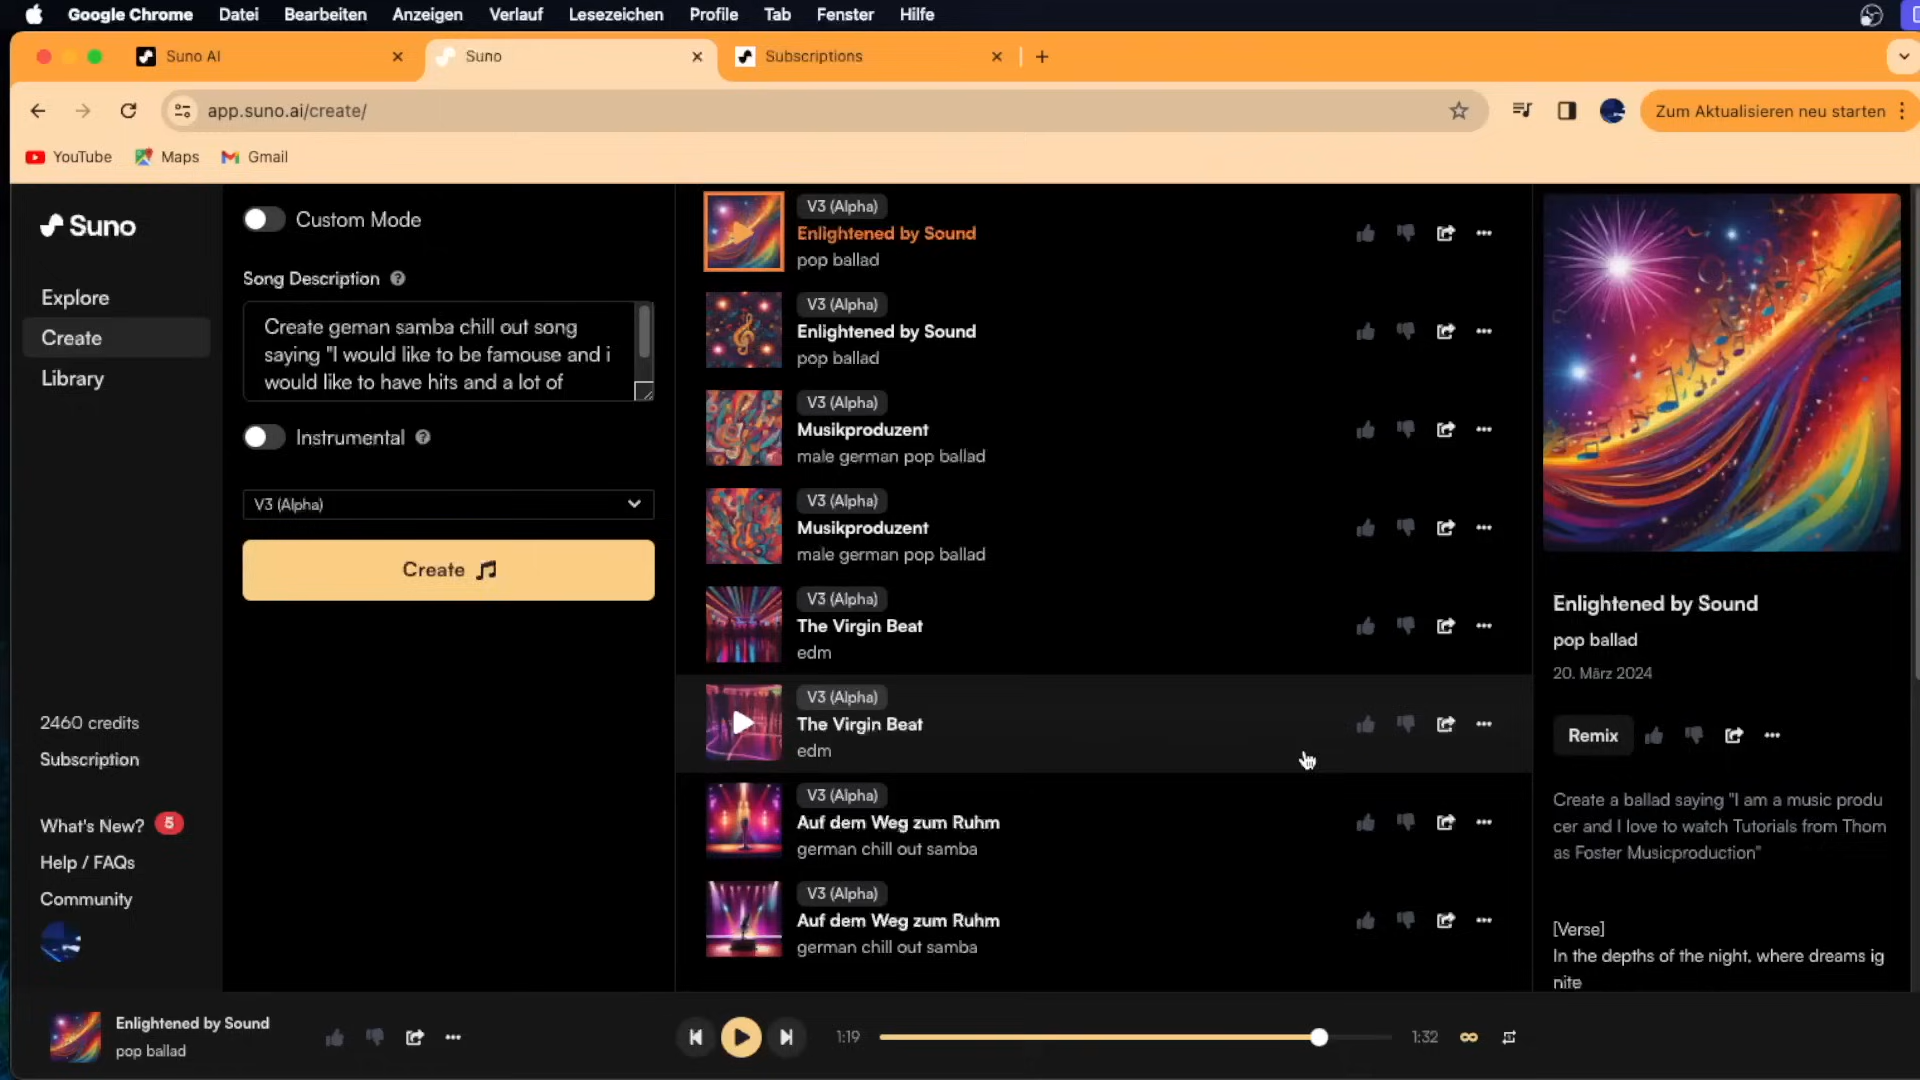 Google Chrome Datei Bearbeiten Anzeigen Verlauf Lesezeichen Profile Tab Fenster Hilfe
Suno AI Suno Subscriptions
app.suno.ai/create/ Zum Aktualisieren neu starten
YouTube Maps Gmail
Suno
Explore
Create
Library
2460 credits
Subscription
What's New? 5
Help / FAQs
Community
Custom Mode
Song Description
Create geman samba chill out song
saying "I would like to be famouse and i
would like to have hits and a lot of
Instrumental
V3 (Alpha)
Create
V3 (Alpha)
Enlightened by Sound
pop ballad
V3 (Alpha)
Enlightened by Sound
pop ballad
V3 (Alpha)
Musikproduzent
male german pop ballad
V3 (Alpha)
Musikproduzent
male german pop ballad
V3 (Alpha)
The Virgin Beat
edm
V3 (Alpha)
The Virgin Beat
edm
V3 (Alpha)
Auf dem Weg zum Ruhm
german chill out samba
V3 (Alpha)
Auf dem Weg zum Ruhm
german chill out samba
Enlightened by Sound
pop ballad
20. März 2024
Remix
Create a ballad saying "I am a music produ
cer and I love to watch Tutorials from Thom
as Foster Musicproduction"
[Verse]
In the depths of the night, where dreams ig
nite
Enlightened by Sound
pop ballad
1:19 1:32